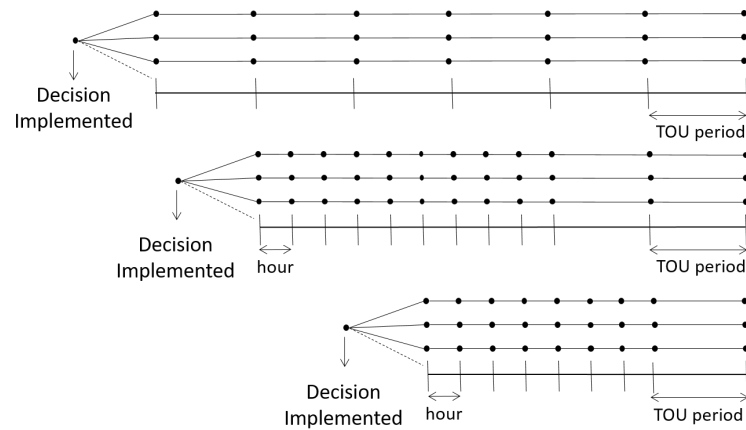 Decision
Implemented
TOU period
Decision
Implemented
hour
TOU period
Decision
Implemented
hour
TOU period